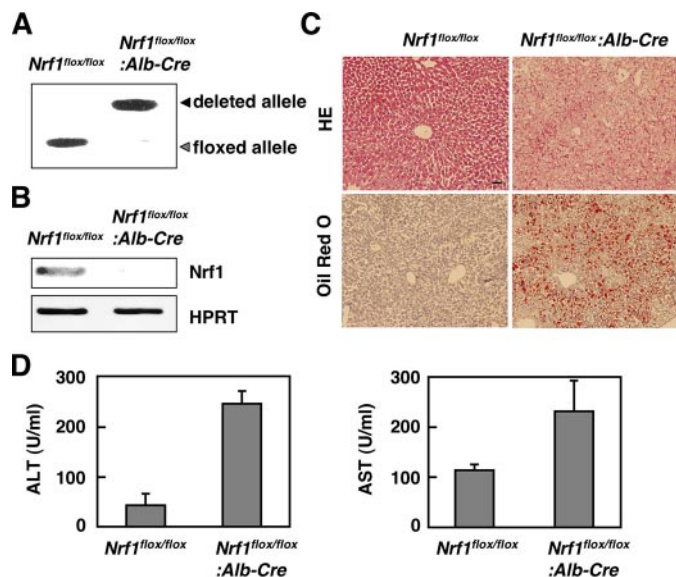 A
Nrf1flox/flox
Nrf1flox/flox
:Alb-Cre
deleted allele
floxed allele
B
Nrf1flox/flox
Nrf1flox/flox
:Alb-Cre
Nrf1
HPRT
C
Nrf1flox/flox
Nrf1flox/flox:Alb-Cre
HE
Oil Red O
D
ALT (U/ml)
300
200
100
0
Nrf1flox/flox
Nrf1flox/flox
:Alb-Cre
AST (U/ml)
300
200
100
0
Nrf1flox/flox
Nrf1flox/flox
:Alb-Cre